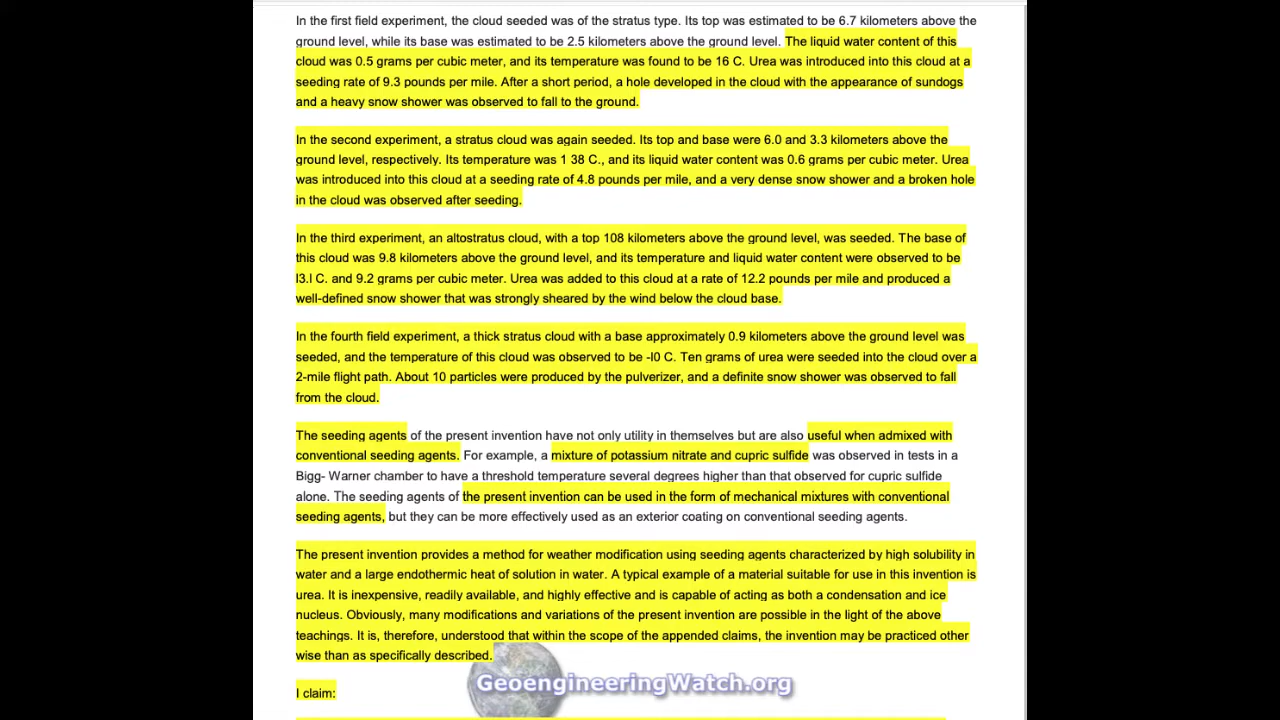 In the first field experiment, the cloud seeded was of the stratus type. Its top was estimated to be 6.7 kilometers above the
ground level, while its base was estimated to be 2.5 kilometers above the ground level. The liquid water content of this
cloud was 0.5 grams per cubic meter, and its temperature was found to be 16 C. Urea was introduced into this cloud at a
seeding rate of 9.3 pounds per mile. After a short period, a hole developed in the cloud with the appearance of sundogs
and a heavy snow shower was observed to fall to the ground.
In the second experiment, a stratus cloud was again seeded. Its top and base were 6.0 and 3.3 kilometers above the
ground level, respectively. Its temperature was 1 38 C., and its liquid water content was 0.6 grams per cubic meter. Urea
was introduced into this cloud at a seeding rate of 4.8 pounds per mile, and a very dense snow shower and a broken hole
in the cloud was observed after seeding.
In the third experiment, an altostratus cloud, with a top 108 kilometers above the ground level, was seeded. The base of
this cloud was 9.8 kilometers above the ground level, and its temperature and liquid water content were observed to be
l3.l C. and 9.2 grams per cubic meter. Urea was added to this cloud at a rate of 12.2 pounds per mile and produced a
well-defined snow shower that was strongly sheared by the wind below the cloud base.
In the fourth field experiment, a thick stratus cloud with a base approximately 0.9 kilometers above the ground level was
seeded, and the temperature of this cloud was observed to be -l0 C. Ten grams of urea were seeded into the cloud over a
2-mile flight path. About 10 particles were produced by the pulverizer, and a definite snow shower was observed to fall
from the cloud.
The seeding agents of the present invention have not only utility in themselves but are also useful when admixed with
conventional seeding agents. For example, a mixture of potassium nitrate and cupric sulfide was observed in tests in a
Bigg- Warner chamber to have a threshold temperature several degrees higher than that observed for cupric sulfide
alone. The seeding agents of the present invention can be used in the form of mechanical mixtures with conventional
seeding agents, but they can be more effectively used as an exterior coating on conventional seeding agents.
The present invention provides a method for weather modification using seeding agents characterized by high solubility in
water and a large endothermic heat of solution in water. A typical example of a material suitable for use in this invention is
urea. It is inexpensive, readily available, and highly effective and is capable of acting as both a condensation and ice
nucleus. Obviously, many modifications and variations of the present invention are possible in the light of the above
teachings. It is, therefore, understood that within the scope of the appended claims, the invention may be practiced other
wise than as specifically described.
GeoengineeringWatch.org
I claim: